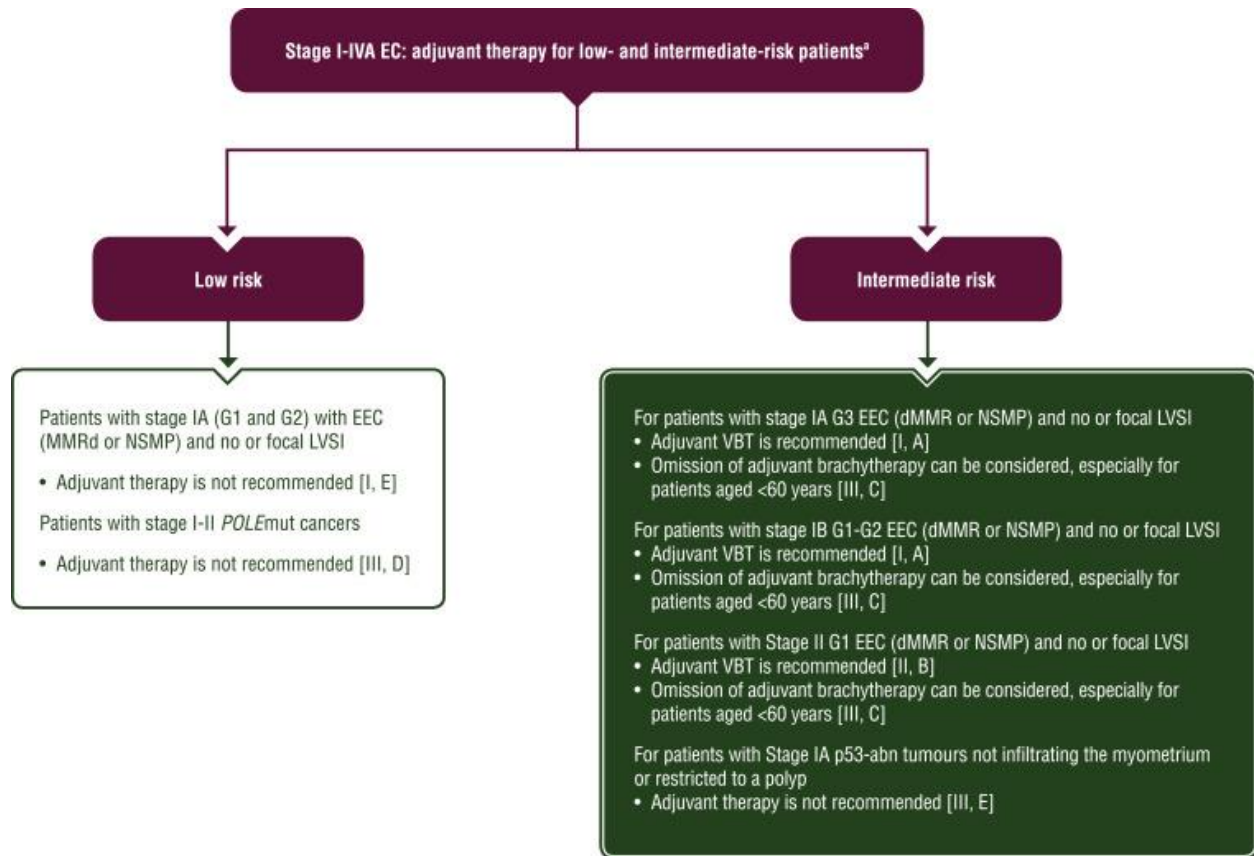 Stage I-IVA EC: adjuvant therapy for low- and intermediate-risk patientsª
Low risk
Patients with stage IA (G1 and G2) with EEC
(MMRd or NSMP) and no or focal LVSI
• Adjuvant therapy is not recommended [I, E]
Patients with stage I-II POLEmut cancers
• Adjuvant therapy is not recommended [III, D]
Intermediate risk
For patients with stage IA G3 EEC (dMMR or NSMP) and no or focal LVSI
• Adjuvant VBT is recommended [I, A]
• Omission of adjuvant brachytherapy can be considered, especially for
patients aged <60 years [III, C]
For patients with stage IB G1-G2 EEC (dMMR or NSMP) and no or focal LVSI
• Adjuvant VBT is recommended [I, A]
• Omission of adjuvant brachytherapy can be considered, especially for
patients aged <60 years [III, C]
For patients with Stage II G1 EEC (dMMR or NSMP) and no or focal LVSI
• Adjuvant VBT is recommended [II, B]
• Omission of adjuvant brachytherapy can be considered, especially for
patients aged <60 years [III, C]
For patients with Stage IA p53-abn tumours not infiltrating the myometrium
or restricted to a polyp
• Adjuvant therapy is not recommended [III, E]